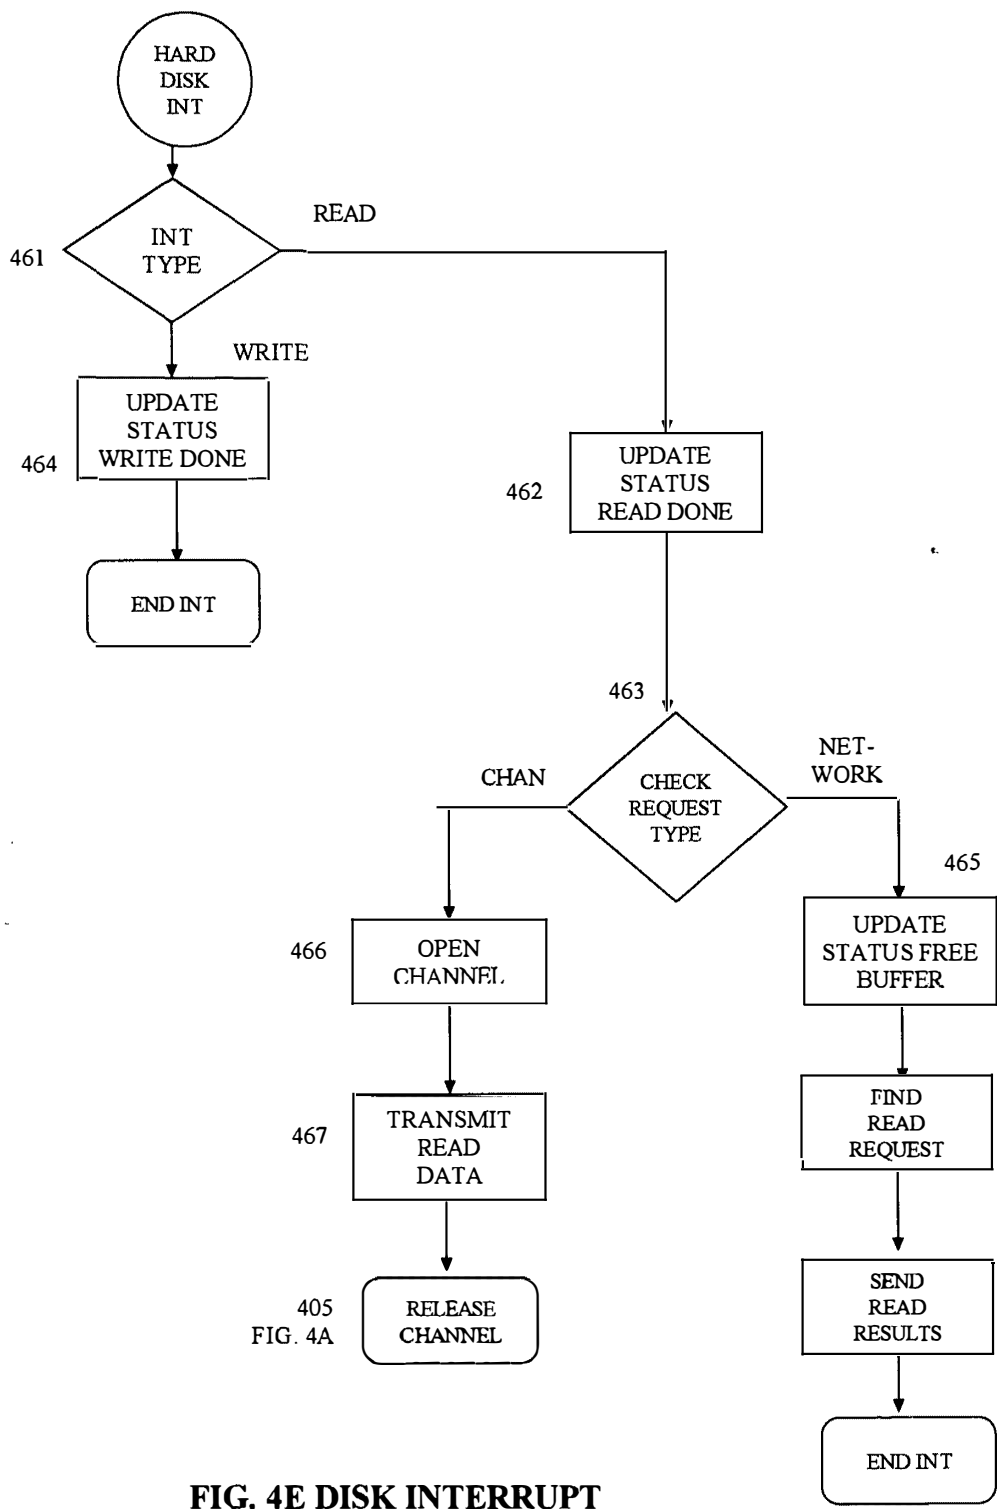 HARD
DISK
INT
READ
INT
TYPE
461
WRITE
UPDATE
STATUS
WRITE DONE
464
UPDATE
STATUS
READ DONE
462
END INT
463
NET-
WORK
CHAN
CHECK
REQUEST
TYPE
465
UPDATE
STATUS FREE
BUFFER
466
OPEN
CHANNEL
FIND
READ
REQUEST
467
TRANSMIT
READ
DATA
SEND
READ
RESULTS
405
FIG. 4A
RELEASE
CHANNEL
END INT
FIG. 4E DISK INTERRUPT